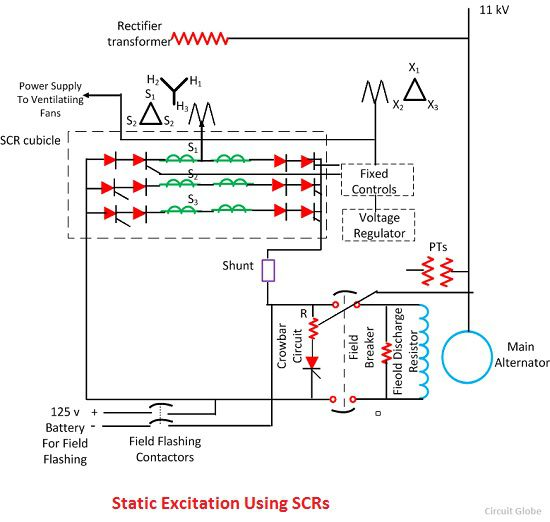 11 kV
Rectifier
transformer
Power Supply
To Ventilating
Fans
H₂
H₁
H₃
S₁
S₂
S₂
X₁
X₂
X₃
SCR cubicle
S₁
S₂
S₃
Fixed
Controls
Voltage
Regulator
PTs
Shunt
R
Crowbar
Circuit
Field
Breaker
Fieold Discharge
Resistor
Main
Alternator
125 v +
Battery -
For Field
Flashing
Field Flashing
Contactors
Static Excitation Using SCRs
Circuit Globe